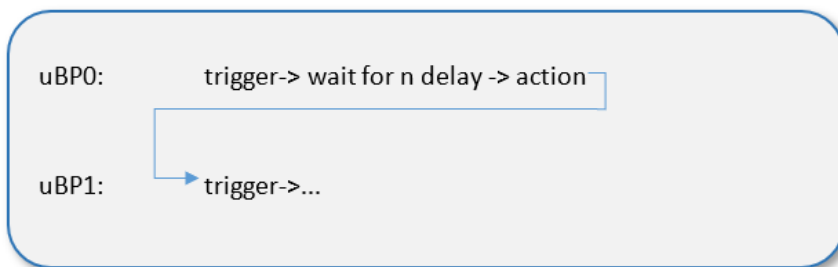 uBP0: trigger-> wait for n delay -> action
uBP1: trigger->...